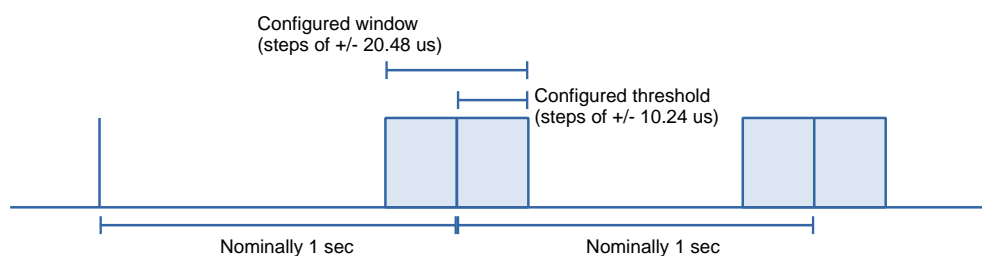 Configured window
(steps of +/- 20.48 us)
Configured threshold
(steps of +/- 10.24 us)
Nominally 1 sec
Nominally 1 sec